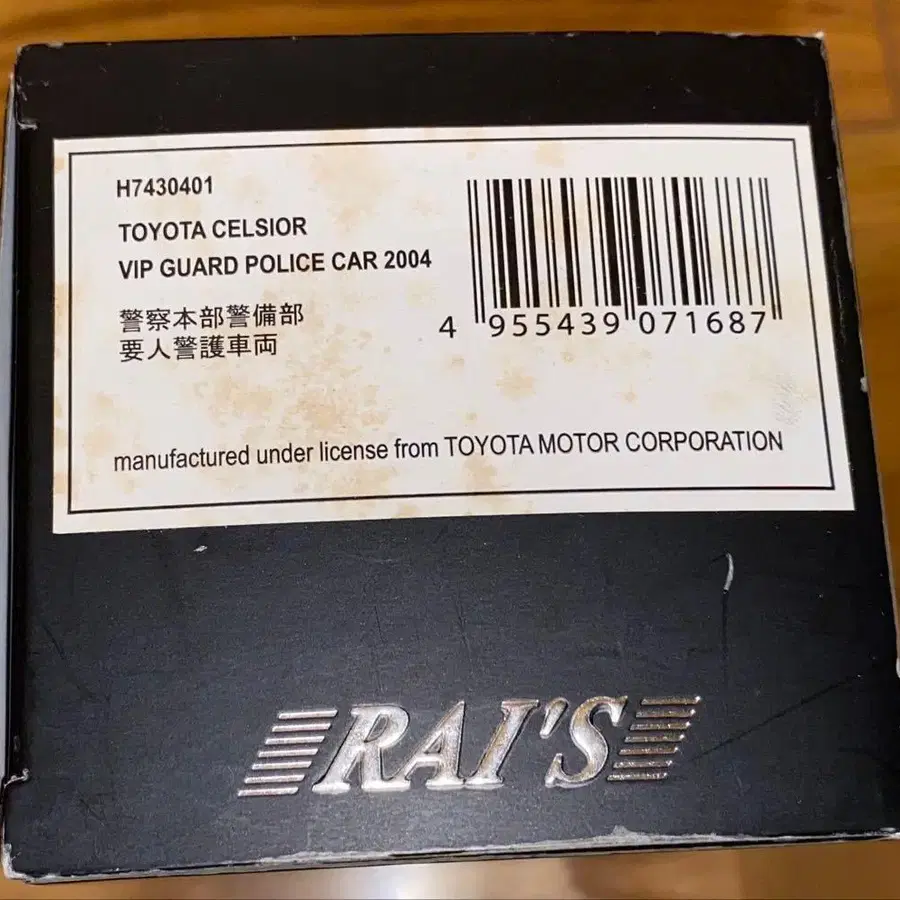 H7430401
TOYOTA CELSIOR
VIP GUARD POLICE CAR 2004
警察本部警備部
要人警護車両
4 955439 071687
manufactured under license from TOYOTA MOTOR CORPORATION
RAI'S